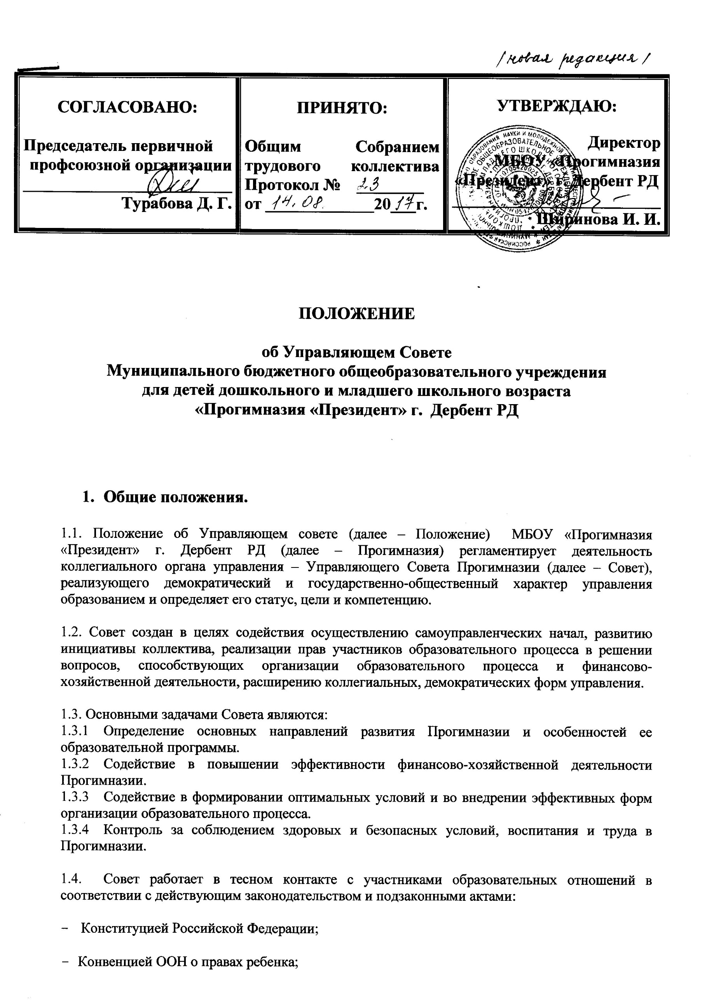 /новая редакция/
СОГЛАСОВАНО:
Председатель первичной
профсоюзной организации
Турабова Д. Г.
ПРИНЯТО:
Общим Собранием
трудового коллектива
Протокол № 23
от 14.08. 2017г.
УТВЕРЖДАЮ:
Директор
МБОУ «Прогимназия
«Президент» г. Дербент РД
Ширинова И. И.
ПОЛОЖЕНИЕ
об Управляющем Совете
Муниципального бюджетного общеобразовательного учреждения
для детей дошкольного и младшего школьного возраста
«Прогимназия «Президент» г. Дербент РД
1. Общие положения.
1.1. Положение об Управляющем совете (далее – Положение) МБОУ «Прогимназия
«Президент» г. Дербент РД (далее – Прогимназия) регламентирует деятельность
коллегиального органа управления – Управляющего Совета Прогимназии (далее – Совет),
реализующего демократический и государственно-общественный характер управления
образованием и определяет его статус, цели и компетенцию.
1.2. Совет создан в целях содействия осуществлению самоуправленческих начал, развитию
инициативы коллектива, реализации прав участников образовательного процесса в решении
вопросов, способствующих организации образовательного процесса и финансово-
хозяйственной деятельности, расширению коллегиальных, демократических форм управления.
1.3. Основными задачами Совета являются:
1.3.1 Определение основных направлений развития Прогимназии и особенностей ее
образовательной программы.
1.3.2 Содействие в повышении эффективности финансово-хозяйственной деятельности
Прогимназии.
1.3.3 Содействие в формировании оптимальных условий и во внедрении эффективных форм
организации образовательного процесса.
1.3.4 Контроль за соблюдением здоровых и безопасных условий, воспитания и труда в
Прогимназии.
1.4. Совет работает в тесном контакте с участниками образовательных отношений в
соответствии с действующим законодательством и подзаконными актами:
– Конституцией Российской Федерации;
– Конвенцией ООН о правах ребенка;